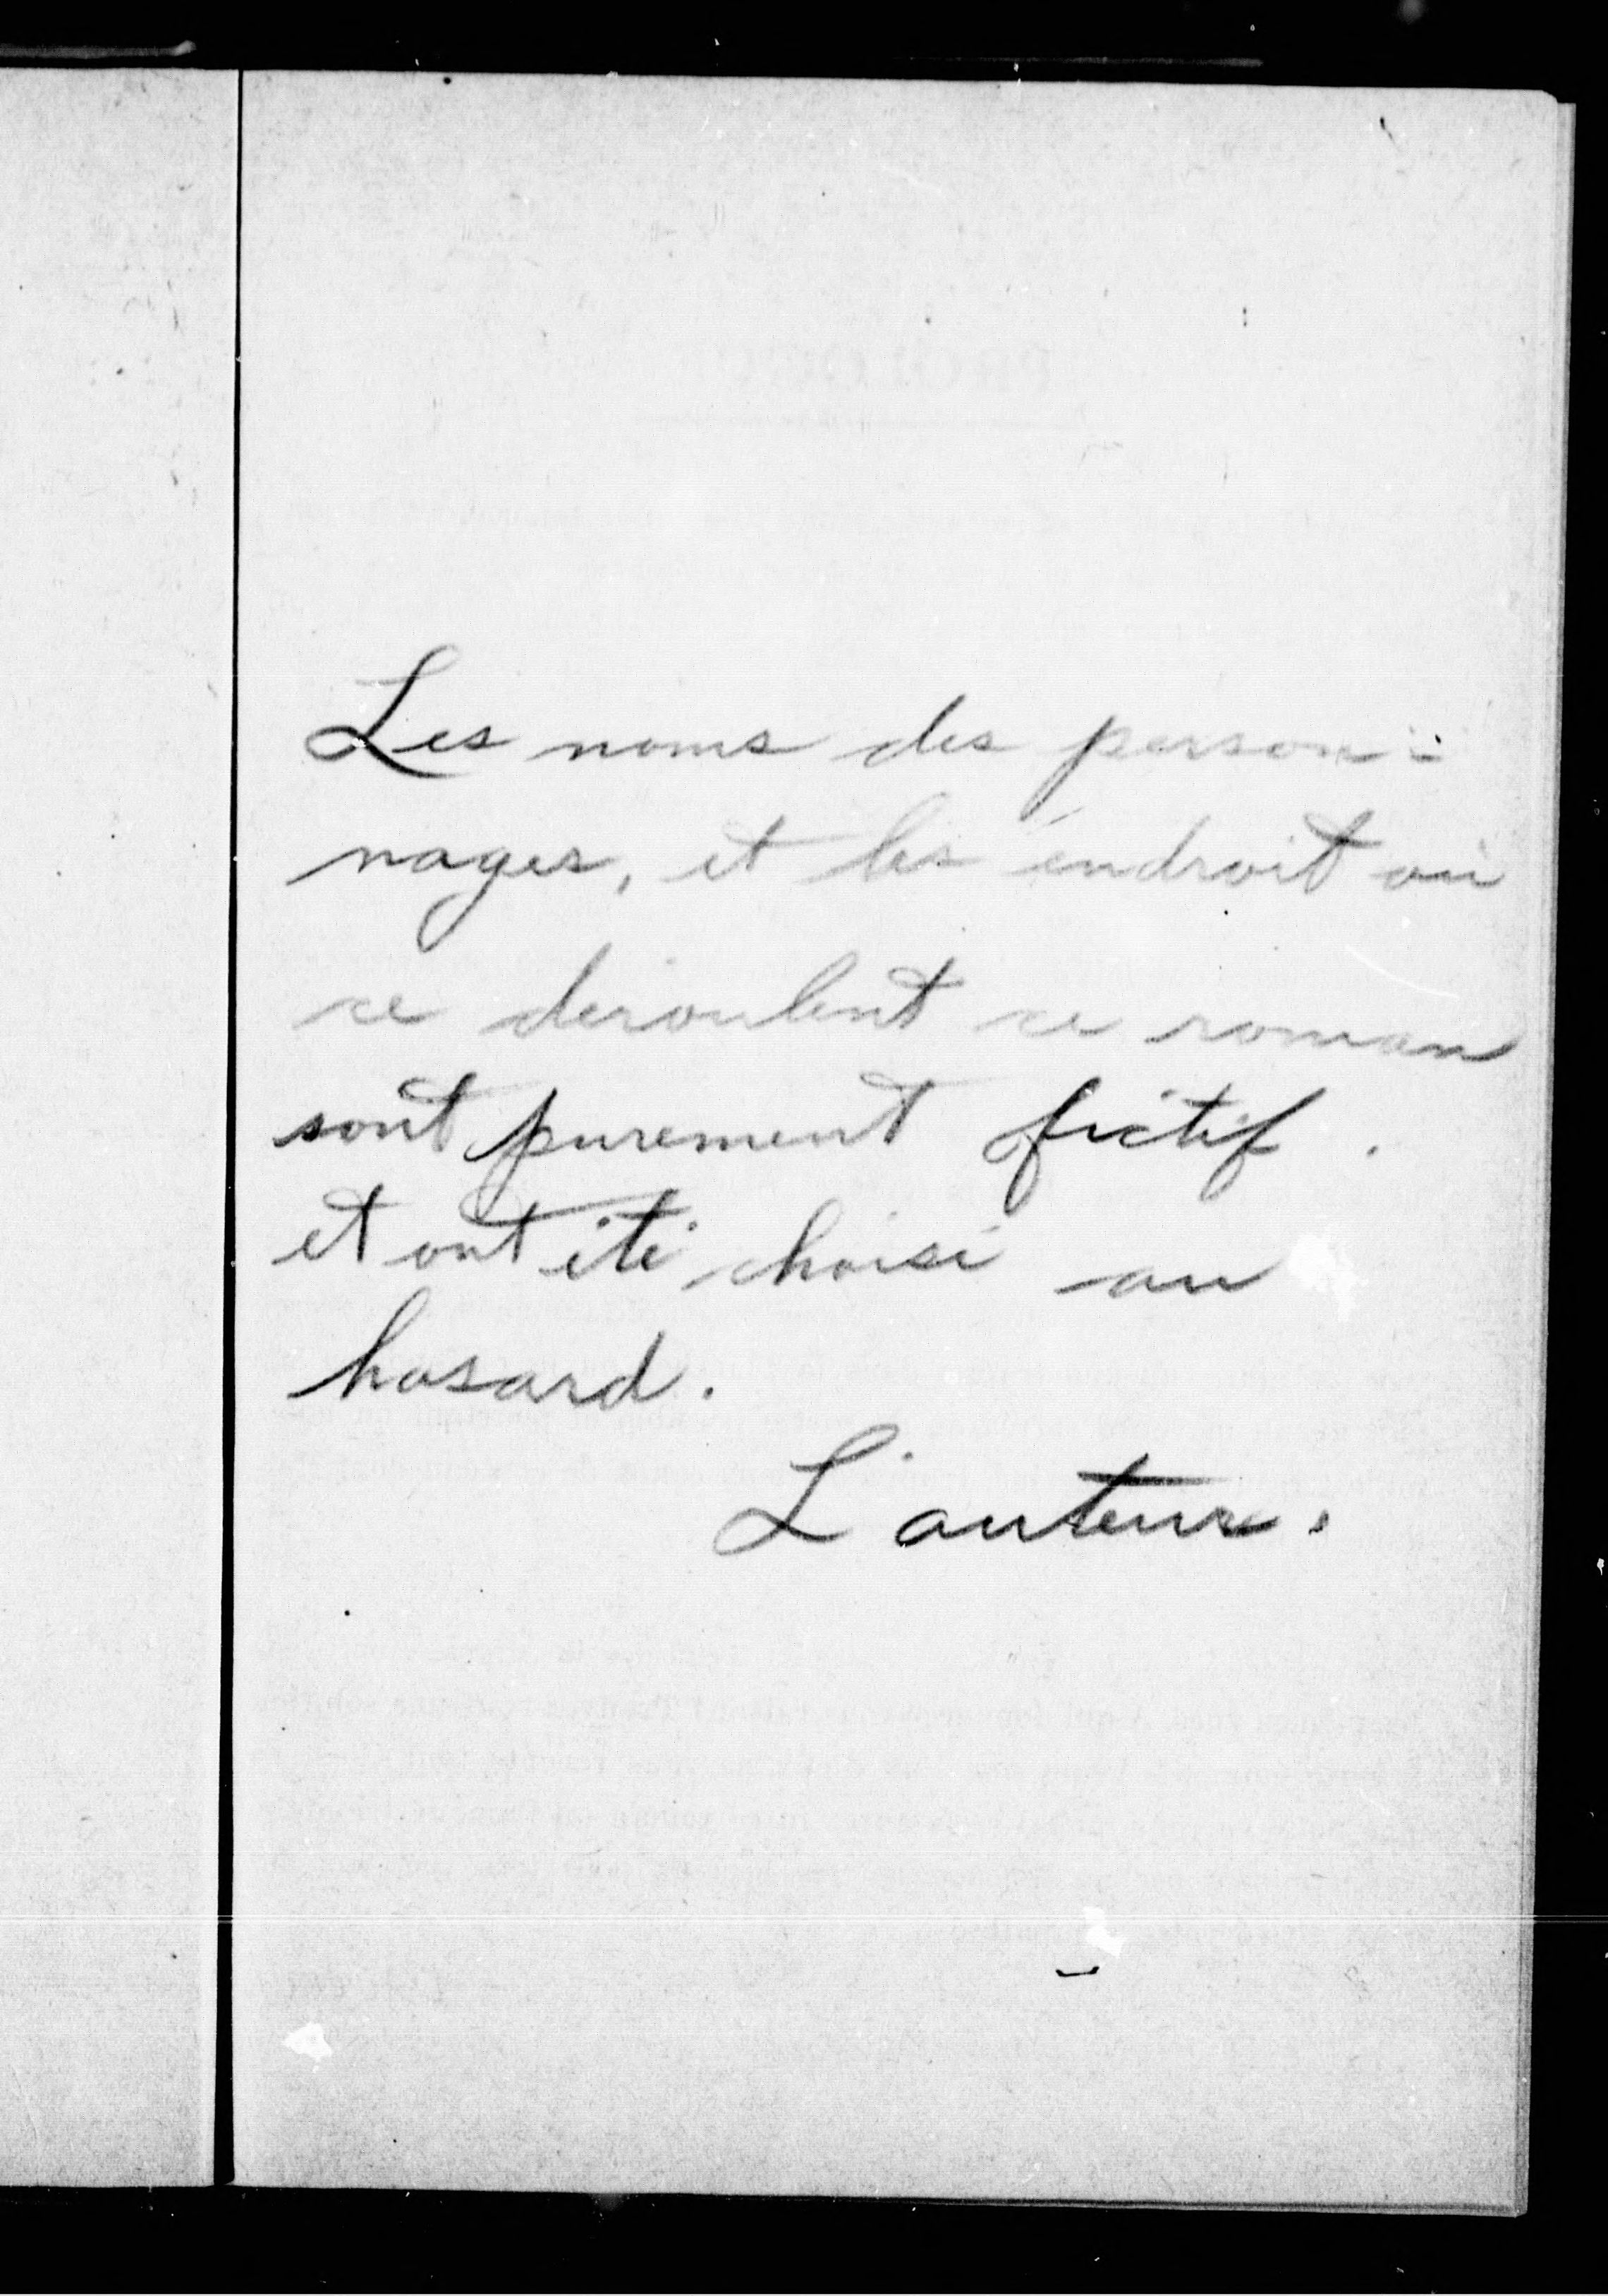 Les noms des person=
nages, et les endroit où
se deroulent ce roman
sont purement fictif.
et ont été choisi au
hasard.
L'auteur.